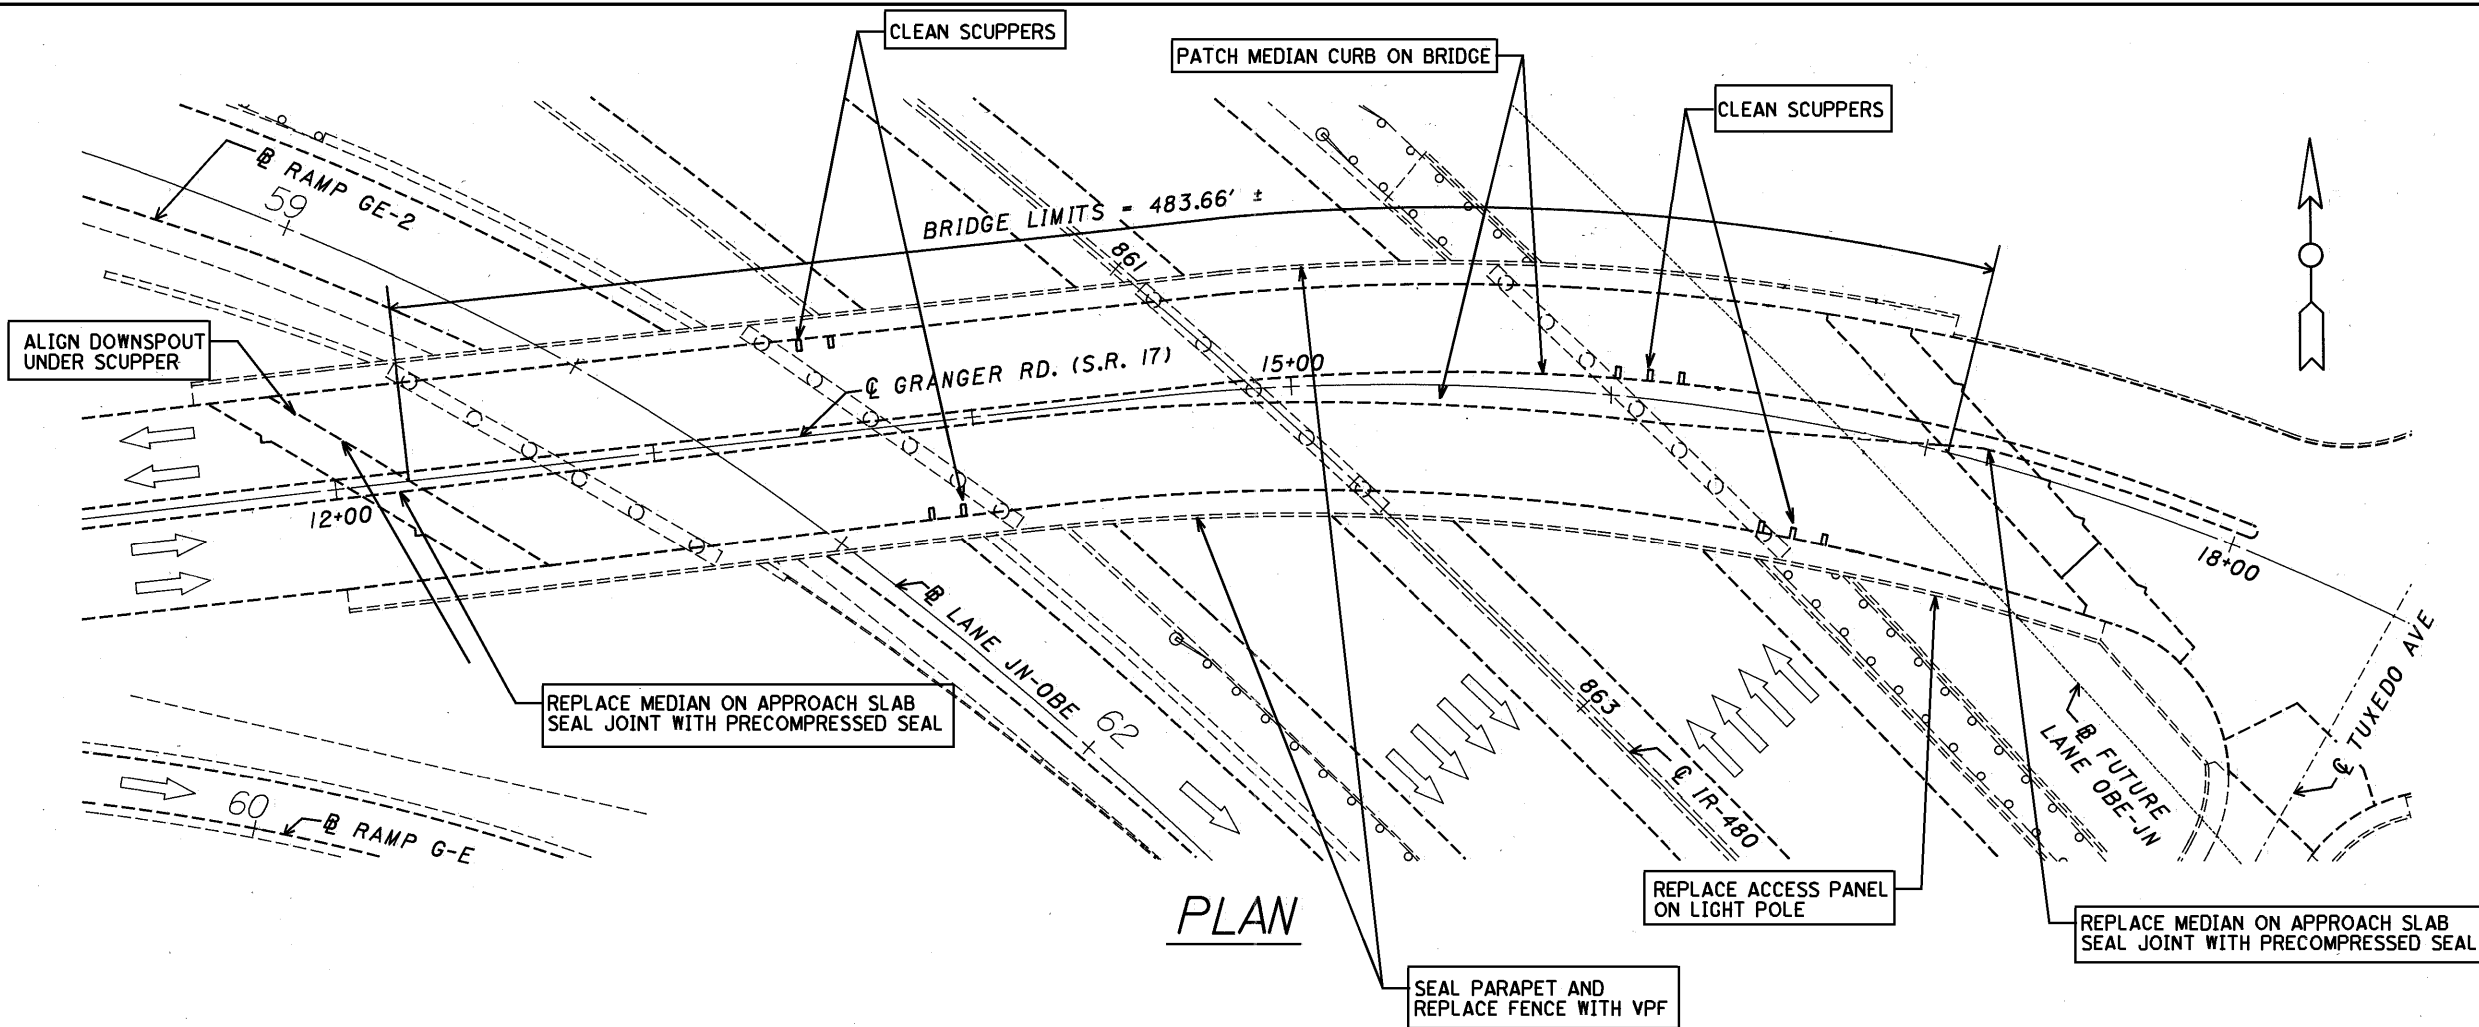 CLEAN SCUPPERS
PATCH MEDIAN CURB ON BRIDGE
CLEAN SCUPPERS
℄ RAMP GE-2
59
BRIDGE LIMITS = 483.66' ±
861
ALIGN DOWNSPOUT
UNDER SCUPPER
℄ GRANGER RD. (S.R. 17)
15+00
12+00
18+00
REPLACE MEDIAN ON APPROACH SLAB
SEAL JOINT WITH PRECOMPRESSED SEAL
BL LANE JN-OBE 62
863
℄ IR-480
BL FUTURE
LANE OBE-JN
℄ TUXEDO AVE
60
BL RAMP G-E
PLAN
REPLACE ACCESS PANEL
ON LIGHT POLE
REPLACE MEDIAN ON APPROACH SLAB
SEAL JOINT WITH PRECOMPRESSED SEAL
SEAL PARAPET AND
REPLACE FENCE WITH VPF